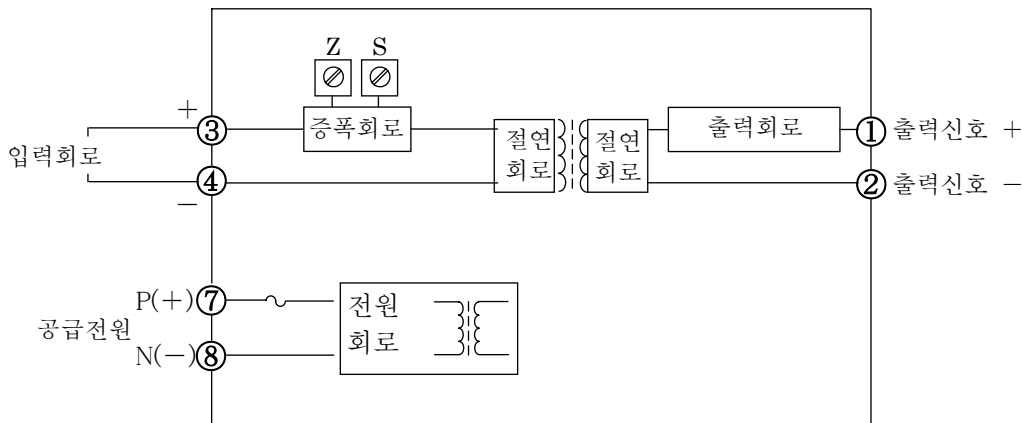 Z S
+
③ 증폭회로 절연 절연 출력회로 ① 출력신호 +
입력회로 회로 회로
④ ② 출력신호 −
−
P(+) ⑦ 전원
공급전원 회로
N(−) ⑧